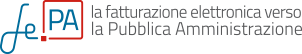 fe.PA la fatturazione elettronica verso
la Pubblica Amministrazione